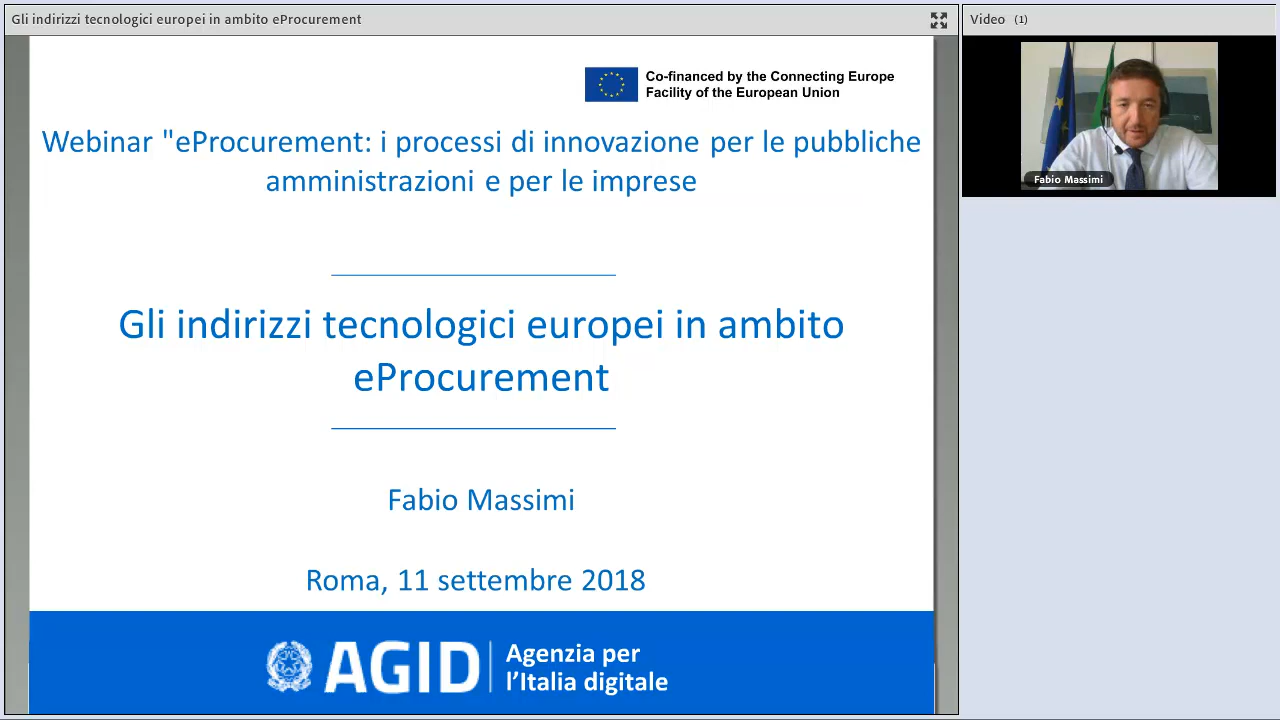 Gli indirizzi tecnologici europei in ambito eProcurement
Video (1)
Co-financed by the Connecting Europe
Facility of the European Union
Webinar "eProcurement: i processi di innovazione per le pubbliche
amministrazioni e per le imprese
Gli indirizzi tecnologici europei in ambito
eProcurement
Fabio Massimi
Roma, 11 settembre 2018
AGID
Agenzia per
l'Italia digitale
Fabio Massimi